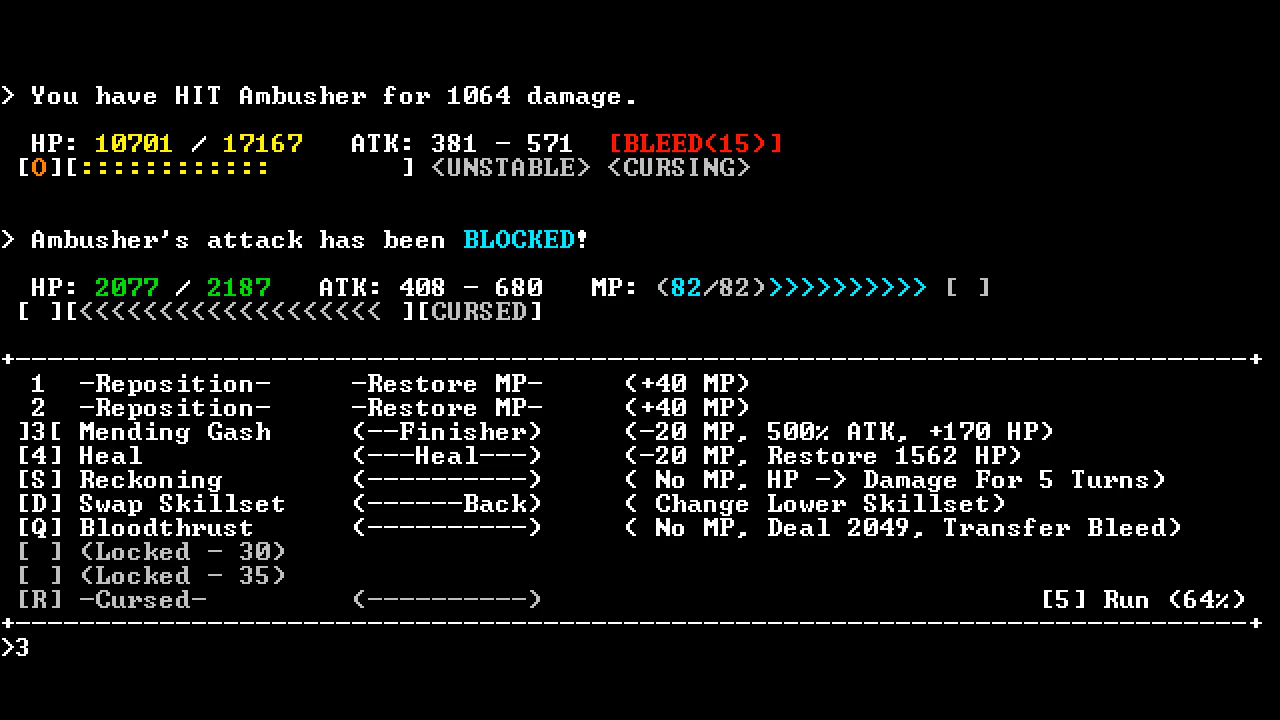 > You have HIT Ambusher for 1064 damage.
HP: 10701 / 17167   ATK: 381 - 571  [BLEED(15)]
[O][::::::::::::        ] <UNSTABLE> <CURSING>
> Ambusher's attack has been BLOCKED!
HP: 2077 / 2187   ATK: 408 - 680   MP: (82/82)>>>>>>>>>> [ ]
[ ][<<<<<<<<<<<<<<<<<<< ][CURSED]
+-----------------------------------------------------------------------------+
1  -Reposition-     -Restore MP-     (+40 MP)
2  -Reposition-     -Restore MP-     (+40 MP)
]3[ Mending Gash     (--Finisher)     (-20 MP, 500% ATK, +170 HP)
[4] Heal             (---Heal---)     (-20 MP, Restore 1562 HP)
[S] Reckoning        (----------)     ( No MP, HP -> Damage For 5 Turns)
[D] Swap Skillset    (------Back)     ( Change Lower Skillset)
[Q] Bloodthrust      (----------)     ( No MP, Deal 2049, Transfer Bleed)
[ ] (Locked - 30)
[ ] (Locked - 35)
[R] -Cursed-         (----------)                               [5] Run (64%)
+-----------------------------------------------------------------------------+
>3